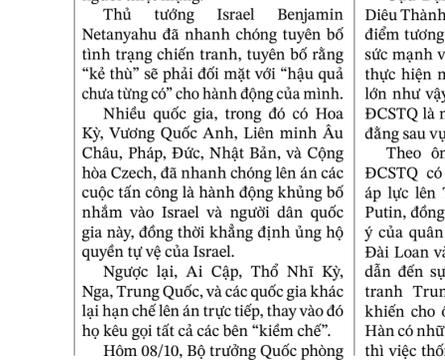 Thủ tướng Israel Benjamin
Netanyahu đã nhanh chóng tuyên bố
tình trạng chiến tranh, tuyên bố rằng
“kẻ thù” sẽ phải đối mặt với “hậu quả
chưa từng có” cho hành động của mình.
Nhiều quốc gia, trong đó có Hoa
Kỳ, Vương Quốc Anh, Liên minh Âu
Châu, Pháp, Đức, Nhật Bản, và Cộng
hòa Czech, đã nhanh chóng lên án các
cuộc tấn công là hành động khủng bố
nhắm vào Israel và người dân quốc
gia này, đồng thời khẳng định ủng hộ
quyền tự vệ của Israel.
Ngược lại, Ai Cập, Thổ Nhĩ Kỳ,
Nga, Trung Quốc, và các quốc gia khác
lại hạn chế lên án trực tiếp, thay vào đó
họ kêu gọi tất cả các bên “kiềm chế”.
Hôm 08/10, Bộ trưởng Quốc phòng
Diêu Thành
điểm tương
sức mạnh v
thực hiện n
lớn như vậy
ĐCSTQ là n
đằng sau vụ
Theo ôn
ĐCSTQ có
áp lực lên T
Putin, đồng
ý của quân
Đài Loan và
dẫn đến sự
tranh Trun
khiến cho ô
Hàn có nhữ
thì việc thố